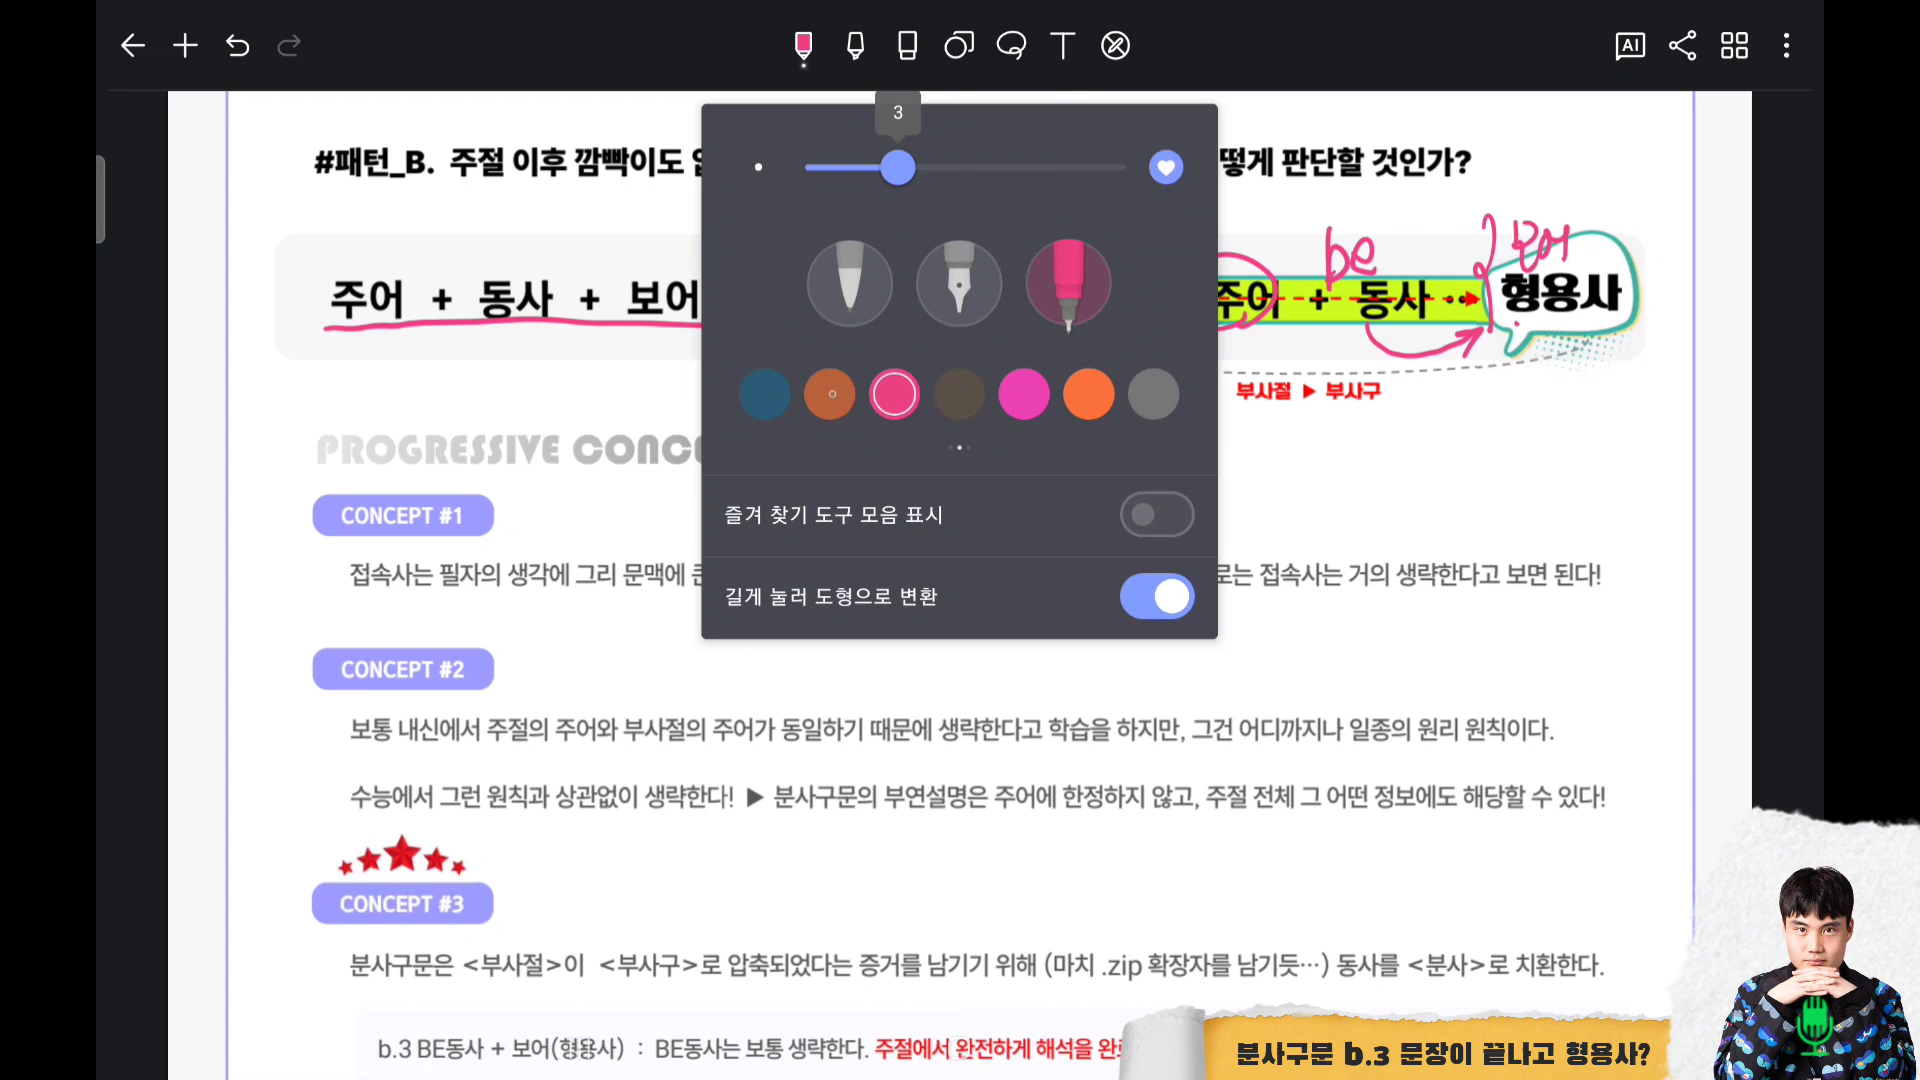 AI
3
#패턴_B. 주절 이후 깜빡이도
떻게 판단할 것인가?
be 보어
주어 + 동사 + 보어
주어 + 동사 ··· 형용사
부사절 ▶ 부사구
PROGRESSIVE CONCE
CONCEPT #1
즐겨 찾기 도구 모음 표시
접속사는 필자의 생각에 그리 문맥에
로는 접속사는 거의 생략한다고 보면 된다!
길게 눌러 도형으로 변환
CONCEPT #2
보통 내신에서 주절의 주어와 부사절의 주어가 동일하기 때문에 생략한다고 학습을 하지만, 그건 어디까지나 일종의 원리 원칙이다.
수능에서 그런 원칙과 상관없이 생략한다! ▶ 분사구문의 부연설명은 주어에 한정하지 않고, 주절 전체 그 어떤 정보에도 해당할 수 있다!
CONCEPT #3
분사구문은 <부사절>이 <부사구>로 압축되었다는 증거를 남기기 위해 (마치 .zip 확장자를 남기듯…) 동사를 <분사>로 치환한다.
b.3 BE동사 + 보어(형용사) : BE동사는 보통 생략한다. 주절에서 완전하게 해석을
분사구문 b.3 문장이 끝나고 형용사?